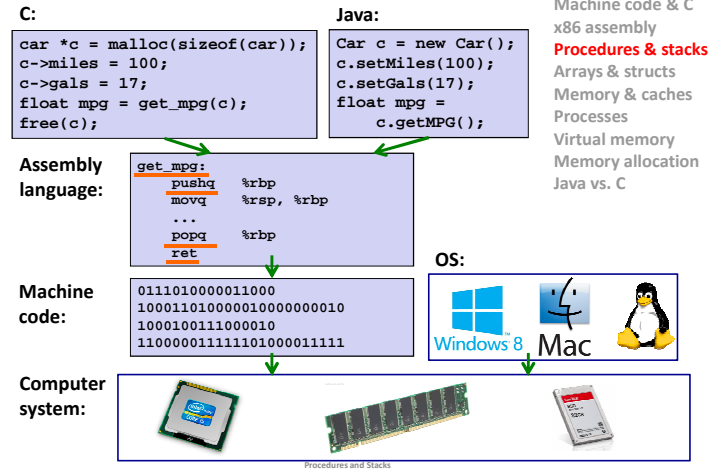 C:
car *c = malloc(sizeof(car));
c->miles = 100;
c->gals = 17;
float mpg = get_mpg(c);
free(c);
Java:
Car c = new Car();
c.setMiles(100);
c.setGals(17);
float mpg =
    c.getMPG();
Machine code & C
x86 assembly
Procedures & stacks
Arrays & structs
Memory & caches
Processes
Virtual memory
Memory allocation
Java vs. C
Assembly
language:
get_mpg:
    pushq   %rbp
    movq    %rsp, %rbp
    ...
    popq    %rbp
    ret
Machine
code:
0111010000011000
100011010000010000000010
1000100111000010
110000011111101000011111
OS:
Windows 8
Mac
Computer
system:
intel
CORE i5
Procedures and Stacks